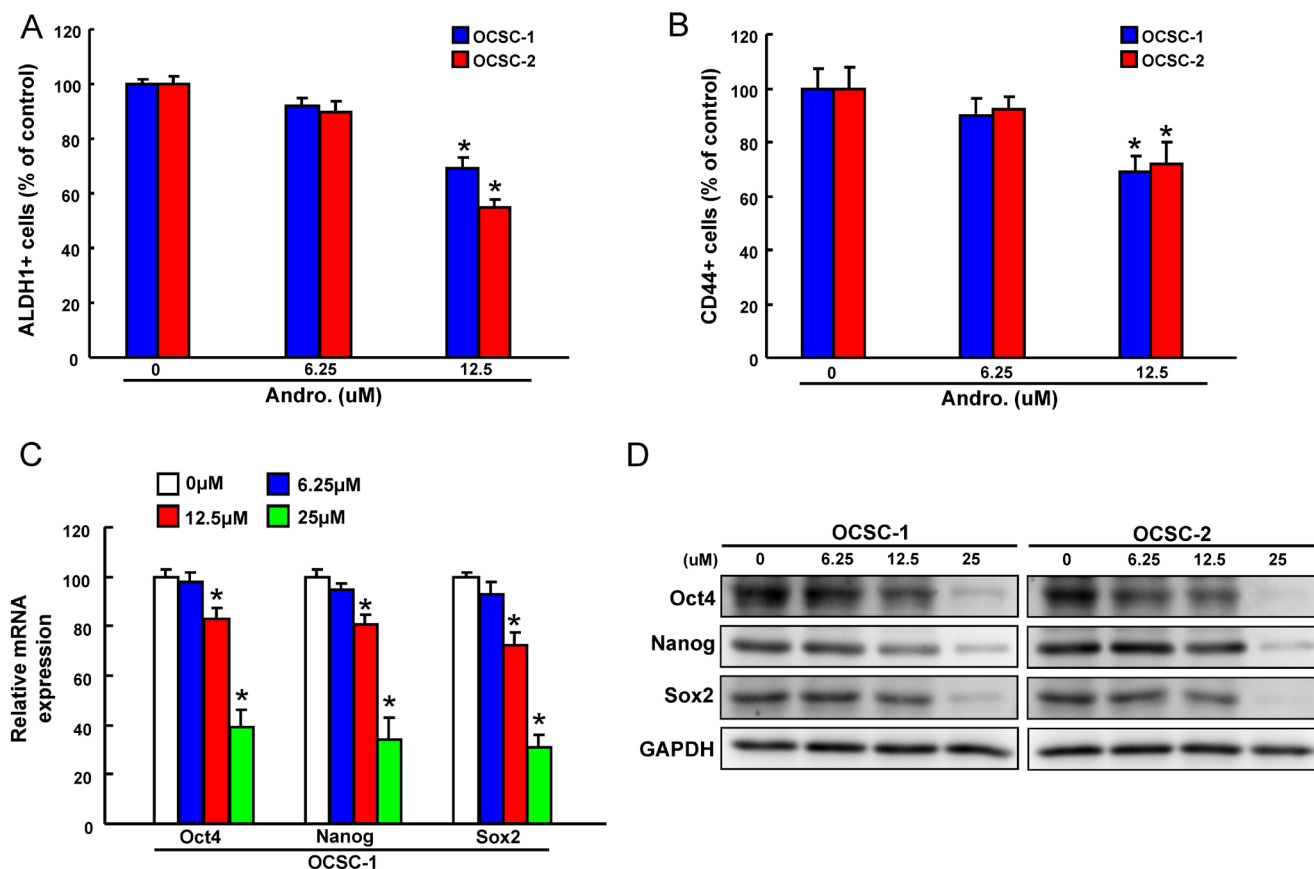 A
OCSC-1
OCSC-2
ALDH1+ cells (% of control)
120
100
80
60
40
20
0
* *
0 6.25 12.5
Andro. (uM)
B
OCSC-1
OCSC-2
CD44+ cells (% of control)
120
100
80
60
40
20
0
* *
0 6.25 12.5
Andro. (uM)
C
0μM 6.25μM
12.5μM 25μM
Relative mRNA
expression
120
100
80
60
40
20
0
* * * * * *
Oct4 Nanog Sox2
OCSC-1
D
OCSC-1 OCSC-2
(uM) 0 6.25 12.5 25 0 6.25 12.5 25
Oct4
Nanog
Sox2
GAPDH